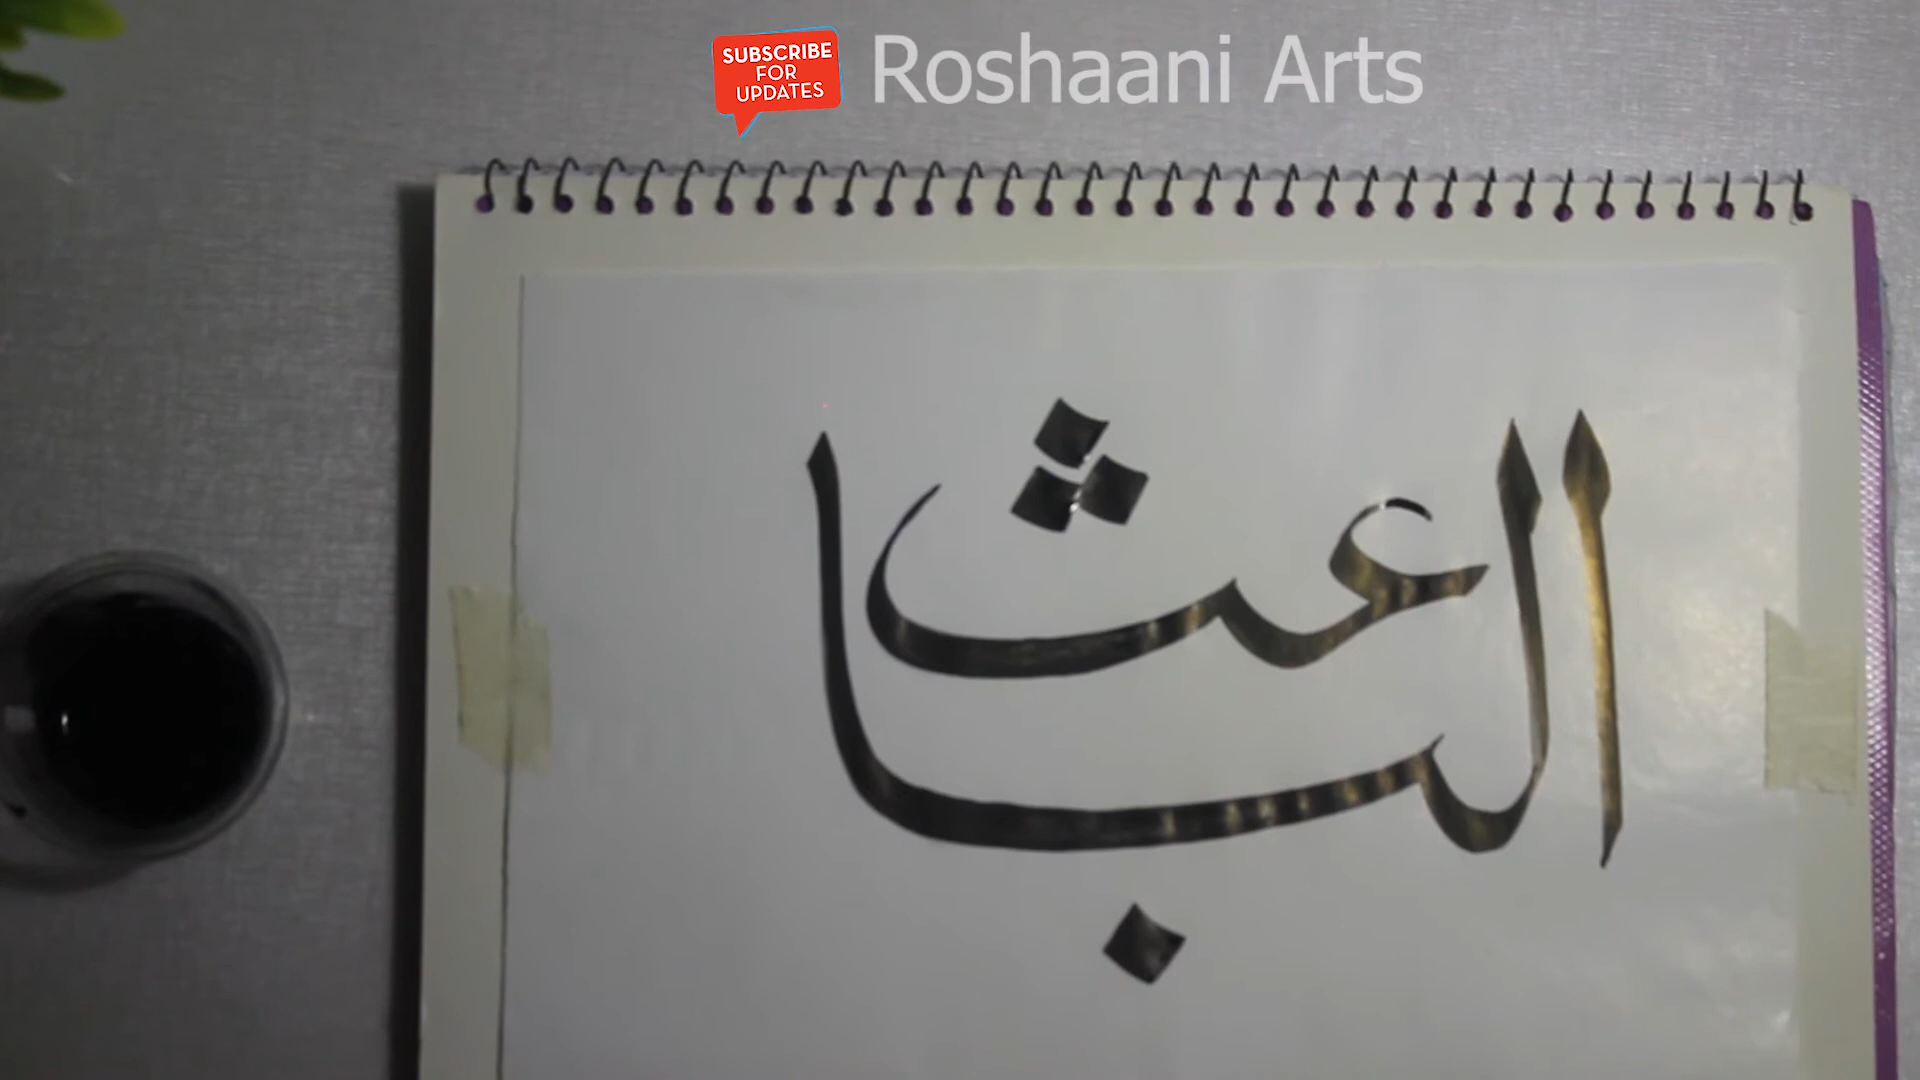 SUBSCRIBE
FOR
UPDATES
Roshaani Arts
الباعث